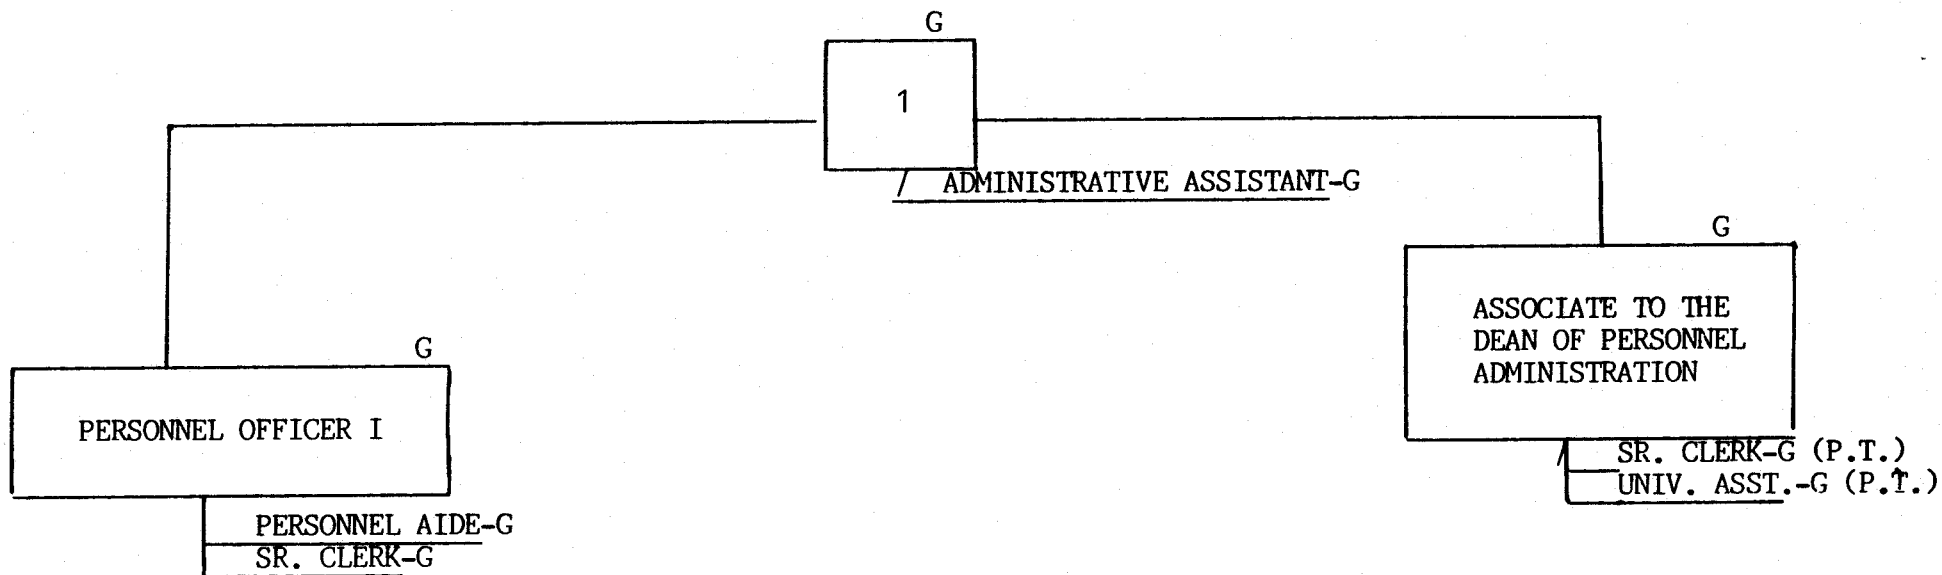 G
1
ADMINISTRATIVE ASSISTANT-G
G
ASSOCIATE TO THE
DEAN OF PERSONNEL
ADMINISTRATION
SR. CLERK-G (P.T.)
UNIV. ASST.-G (P.T.)
G
PERSONNEL OFFICER I
PERSONNEL AIDE-G
SR. CLERK-G